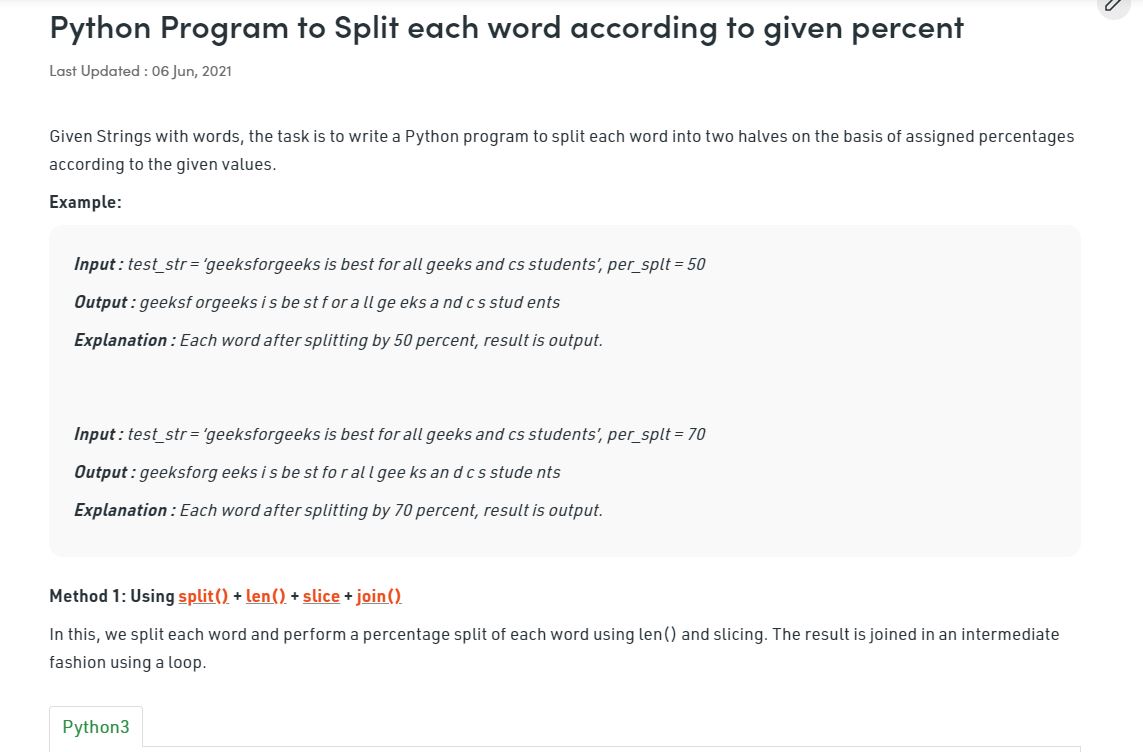 Python Program to Split each word according to given percent
Last Updated : 06 Jun, 2021
Given Strings with words, the task is to write a Python program to split each word into two halves on the basis of assigned percentages
according to the given values.
Example:
Input : test_str = ‘geeksforgeeks is best for all geeks and cs students’, per_splt = 50
Output : geeksf orgeeks i s be st f or a ll ge eks a nd c s stud ents
Explanation : Each word after splitting by 50 percent, result is output.
Input : test_str = ‘geeksforgeeks is best for all geeks and cs students’, per_splt = 70
Output : geeksforg eeks i s be st fo r al l gee ks an d c s stude nts
Explanation : Each word after splitting by 70 percent, result is output.
Method 1: Using split() + len() + slice + join()
In this, we split each word and perform a percentage split of each word using len() and slicing. The result is joined in an intermediate
fashion using a loop.
Python3